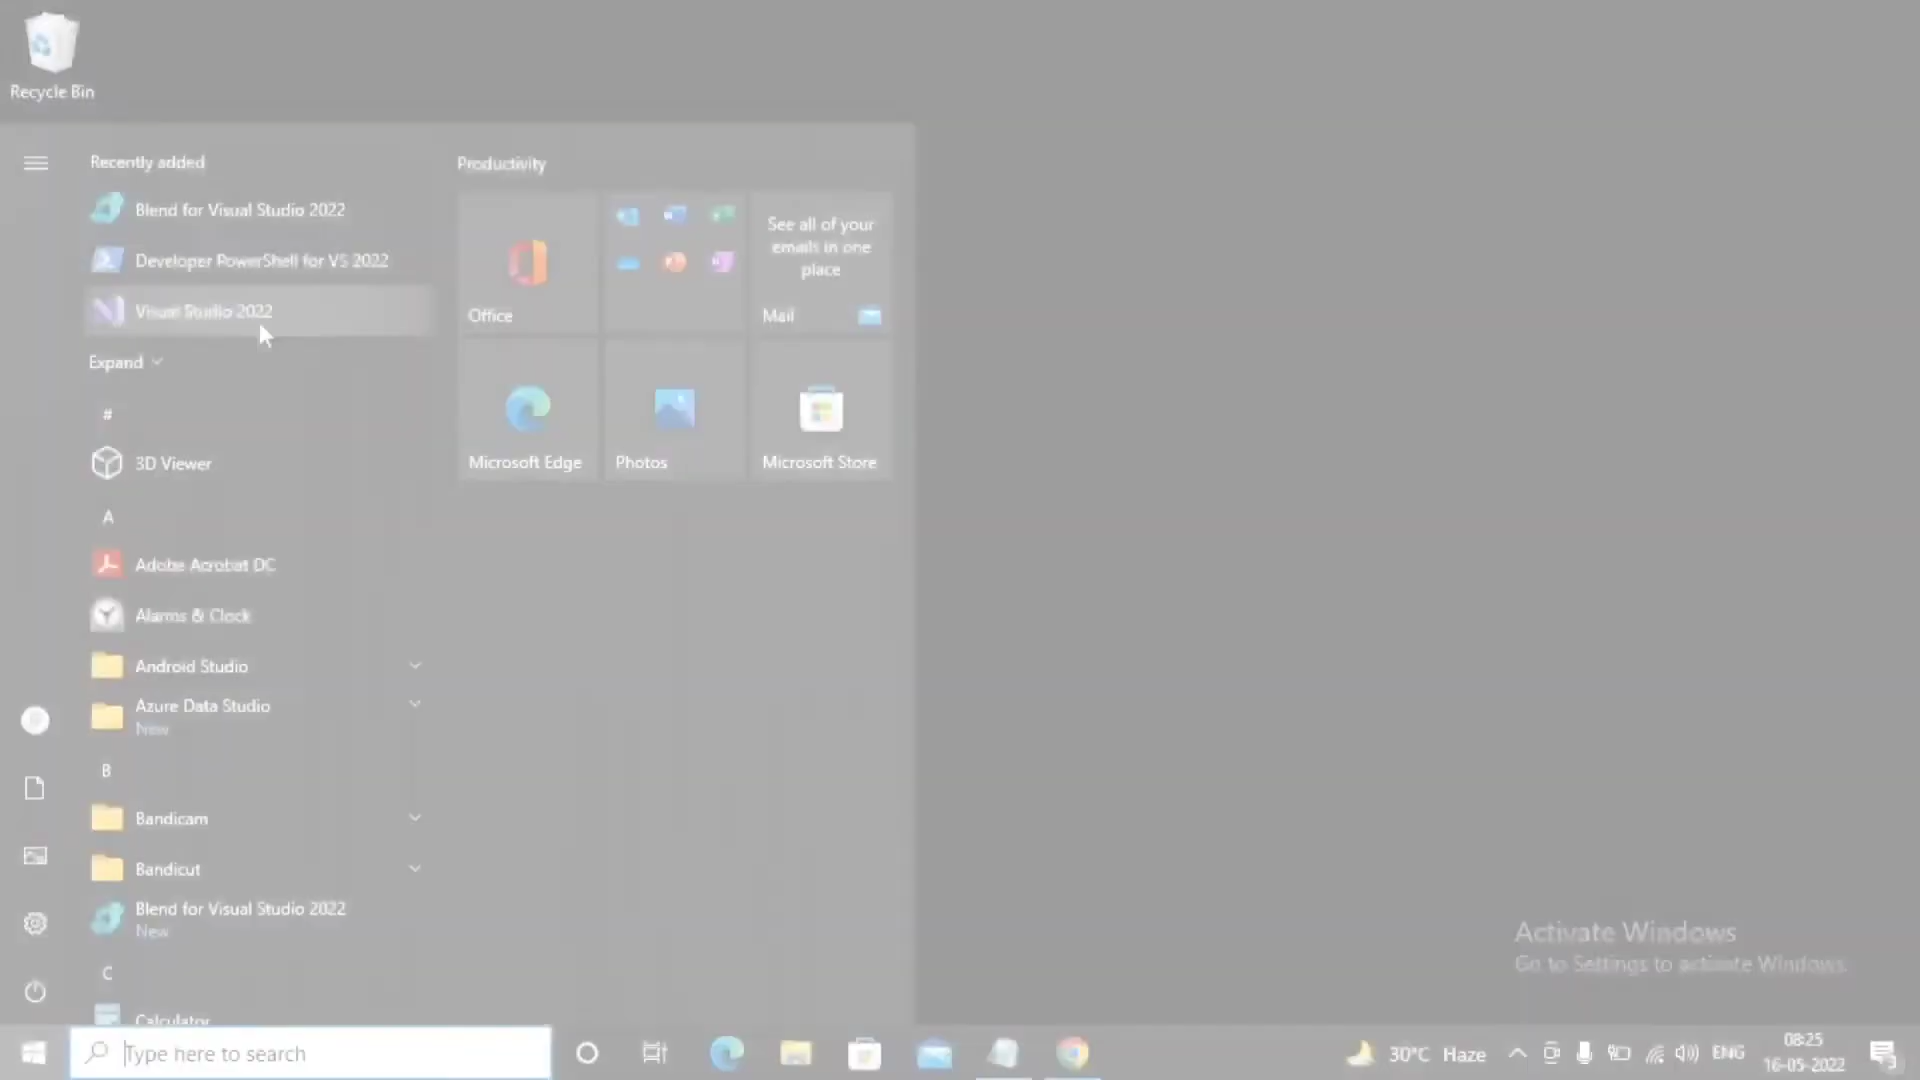 Recycle Bin
Recently added
Blend for Visual Studio 2022
Developer PowerShell for VS 2022
Visual Studio 2022
Expand
#
3D Viewer
A
Adobe Acrobat DC
Alarms & Clock
Android Studio
Azure Data Studio
New
B
Bandicam
Bandicut
Blend for Visual Studio 2022
New
C
Calculator
Productivity
Office
See all of your
emails in one
place
Mail
Microsoft Edge
Photos
Microsoft Store
Activate Windows
Go to Settings to activate Windows.
Type here to search
30°C Haze
ENG
08:25
16-05-2022
3